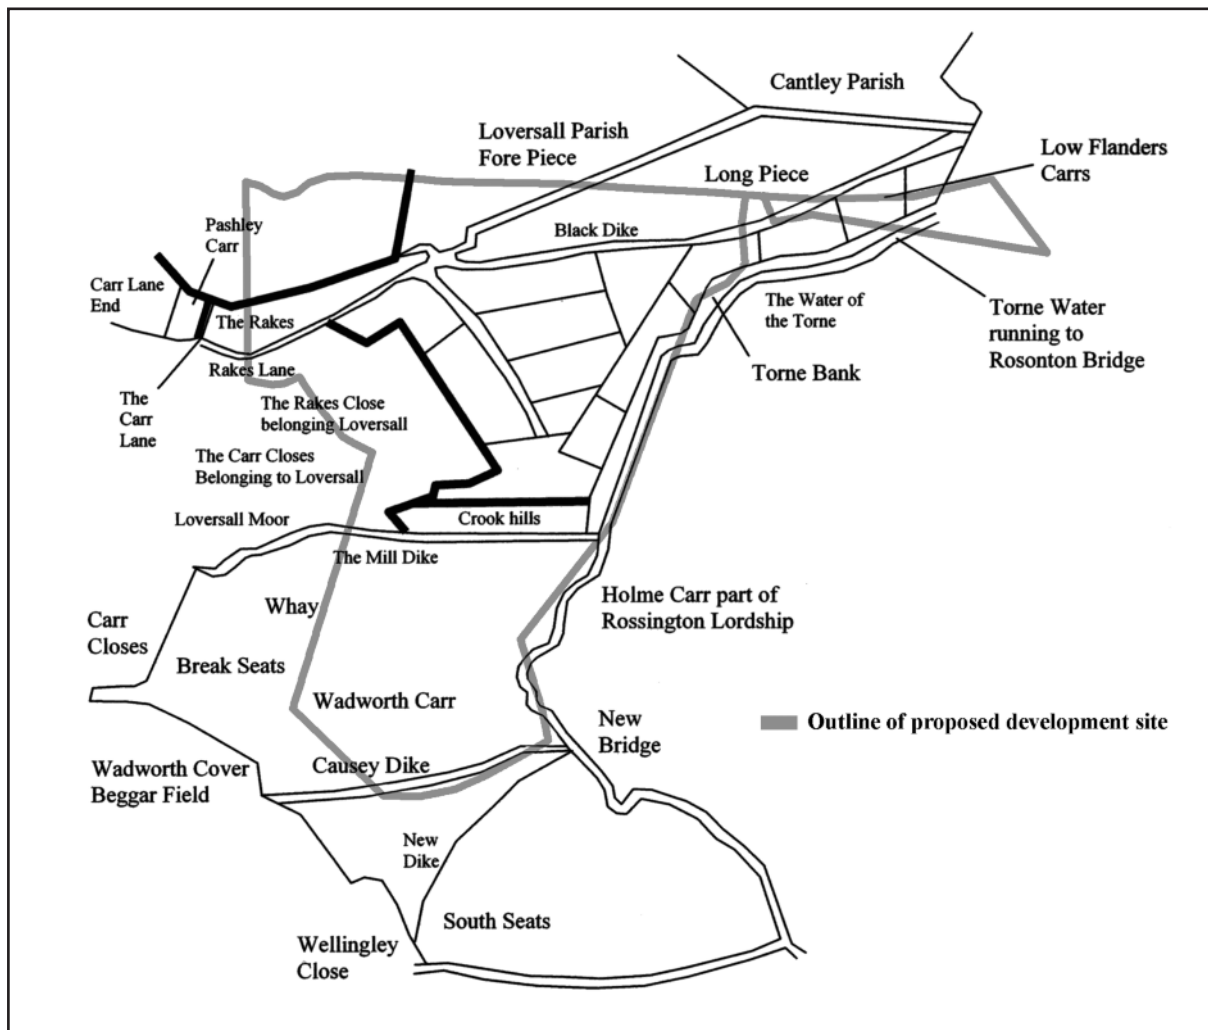 Cantley Parish
Loversall Parish
Fore Piece
Low Flanders
Carrs
Long Piece
Pashley
Carr
Black Dike
Carr Lane
End
The Rakes
The Water of
the Torne
Torne Water
running to
Rosonton Bridge
Rakes Lane
Torne Bank
The
Carr
Lane
The Rakes Close
belonging Loversall
The Carr Closes
Belonging to Loversall
Loversall Moor
Crook hills
The Mill Dike
Whay
Holme Carr part of
Rossington Lordship
Carr
Closes
Break Seats
Wadworth Carr
New
Bridge
Outline of proposed development site
Wadworth Cover
Beggar Field
Causey Dike
New
Dike
South Seats
Wellingley
Close